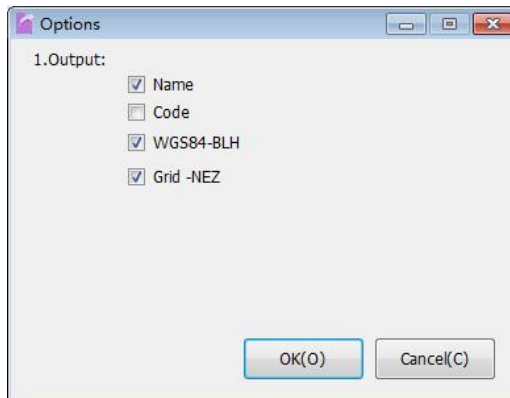 Options
1.Output:
Name
Code
WGS84-BLH
Grid -NEZ
OK(O) Cancel(C)